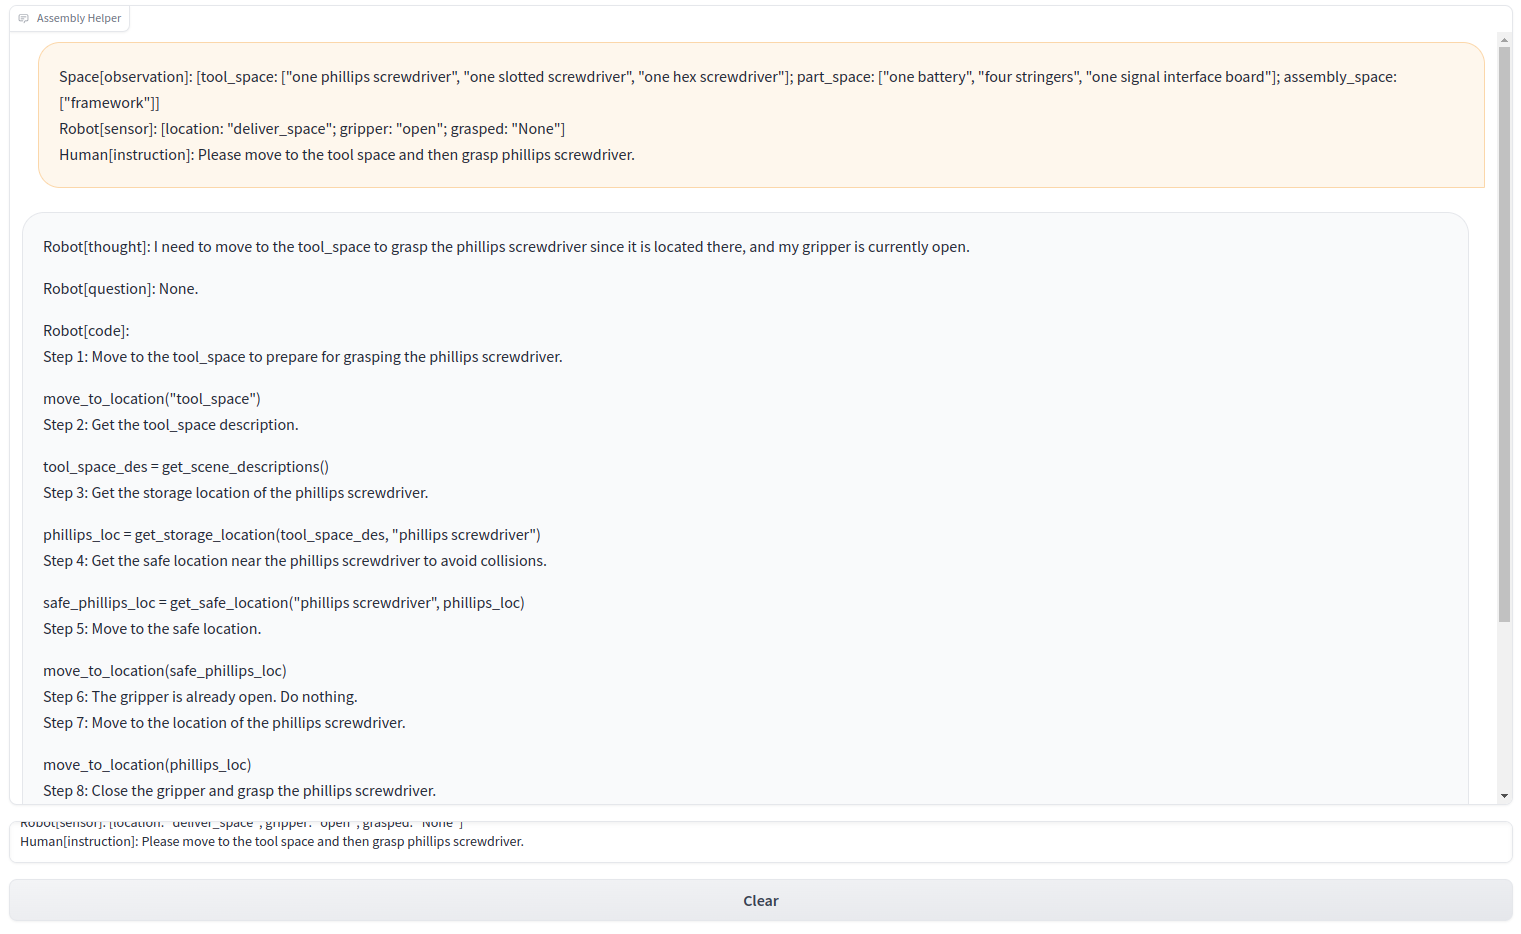 Assembly Helper
Space[observation]: [tool_space: ["one phillips screwdriver", "one slotted screwdriver", "one hex screwdriver"]; part_space: ["one battery", "four stringers", "one signal interface board"]; assembly_space:
["framework"]]
Robot[sensor]: [location: "deliver_space"; gripper: "open"; grasped: "None"]
Human[instruction]: Please move to the tool space and then grasp phillips screwdriver.
Robot[thought]: I need to move to the tool_space to grasp the phillips screwdriver since it is located there, and my gripper is currently open.
Robot[question]: None.
Robot[code]:
Step 1: Move to the tool_space to prepare for grasping the phillips screwdriver.
move_to_location("tool_space")
Step 2: Get the tool_space description.
tool_space_des = get_scene_descriptions()
Step 3: Get the storage location of the phillips screwdriver.
phillips_loc = get_storage_location(tool_space_des, "phillips screwdriver")
Step 4: Get the safe location near the phillips screwdriver to avoid collisions.
safe_phillips_loc = get_safe_location("phillips screwdriver", phillips_loc)
Step 5: Move to the safe location.
move_to_location(safe_phillips_loc)
Step 6: The gripper is already open. Do nothing.
Step 7: Move to the location of the phillips screwdriver.
move_to_location(phillips_loc)
Step 8: Close the gripper and grasp the phillips screwdriver.
Robot[sensor]: [location: "deliver_space"; gripper: "open"; grasped: "None"]
Human[instruction]: Please move to the tool space and then grasp phillips screwdriver.
Clear